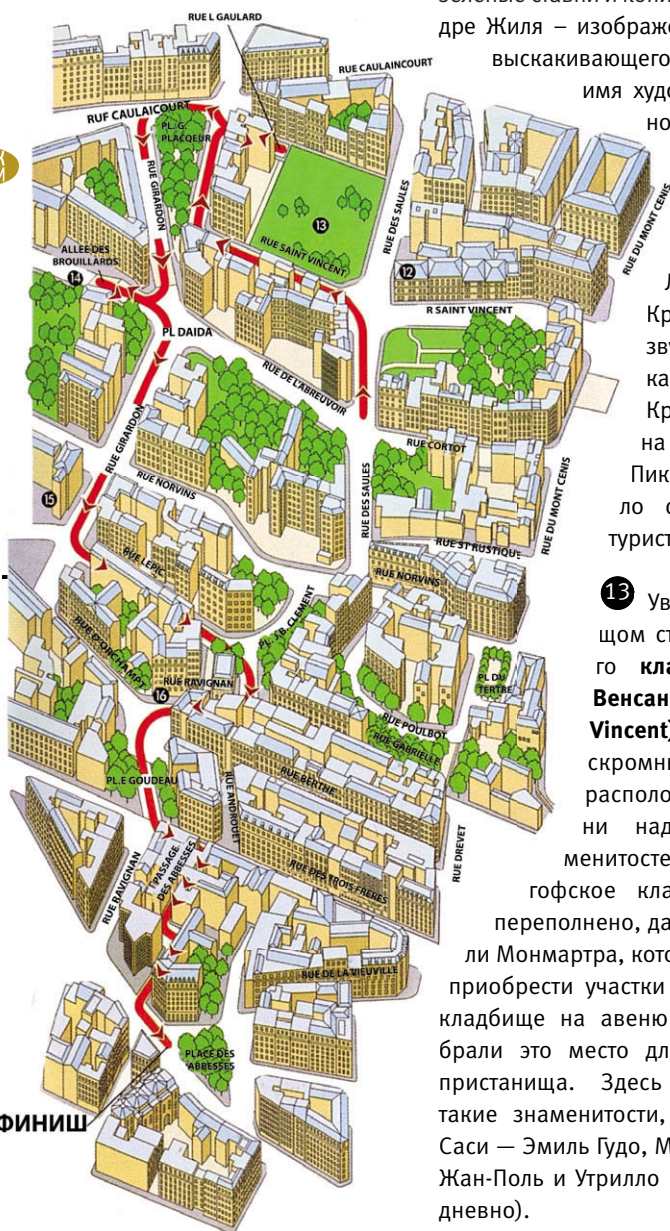 RUE L GAULARD
RUE CAULAINCOURT
RUF CAULAICOURT
PL. G.
PLACQEUR
RUE GIRARDON
RUE DES SAULES
RUE DU MONT CENIS
13
RUE SAINT VINCENT
12
R SAINT VINCENT
ALLEE DES
BROUILLARDS
14
PL DAIDA
RUE DE LABREUVOIR
RUE CORTOT
RUE GIRARDON
RUE NORVINS
RUE DES SAULES
RUE DU MONT CENIS
15
RUE ST RUSTIQUE
RUE LEPIC
RUE NORVINS
RUE D'ORCHAMPT
PL. J.B. CLEMENT
RUE RAVIGNAN
16
PL DU
TERTRE
RUE POULBOT
RUE GABRIELLE
PL.E GOUDEAU
RUE BERTHE
RUE ANDROUET
RUE DREVET
RUE RAVIGNAN
PASSAGE
DES ABBESSES
RUE DES TROIS FRERES
RUE DE LA VIEUVILLE
PLACE DES
ABBESSES
ФИНИШ
зеленые ставни и копи
дре Жиля – изображе
выскакивающего
имя худо
но
Л
Кр
зву
ка
Кр
на
Пик
ло с
турист
13 Ув
щом ст
го кла
Венсан
Vincent)
скромни
располо
ни над
менитосте
гофское кла
переполнено, да
ли Монмартра, кото
приобрести участки
кладбище на авеню
брали это место дл
пристанища. Здесь
такие знаменитости,
Саси — Эмиль Гудо, М
Жан-Поль и Утрилло
дневно).